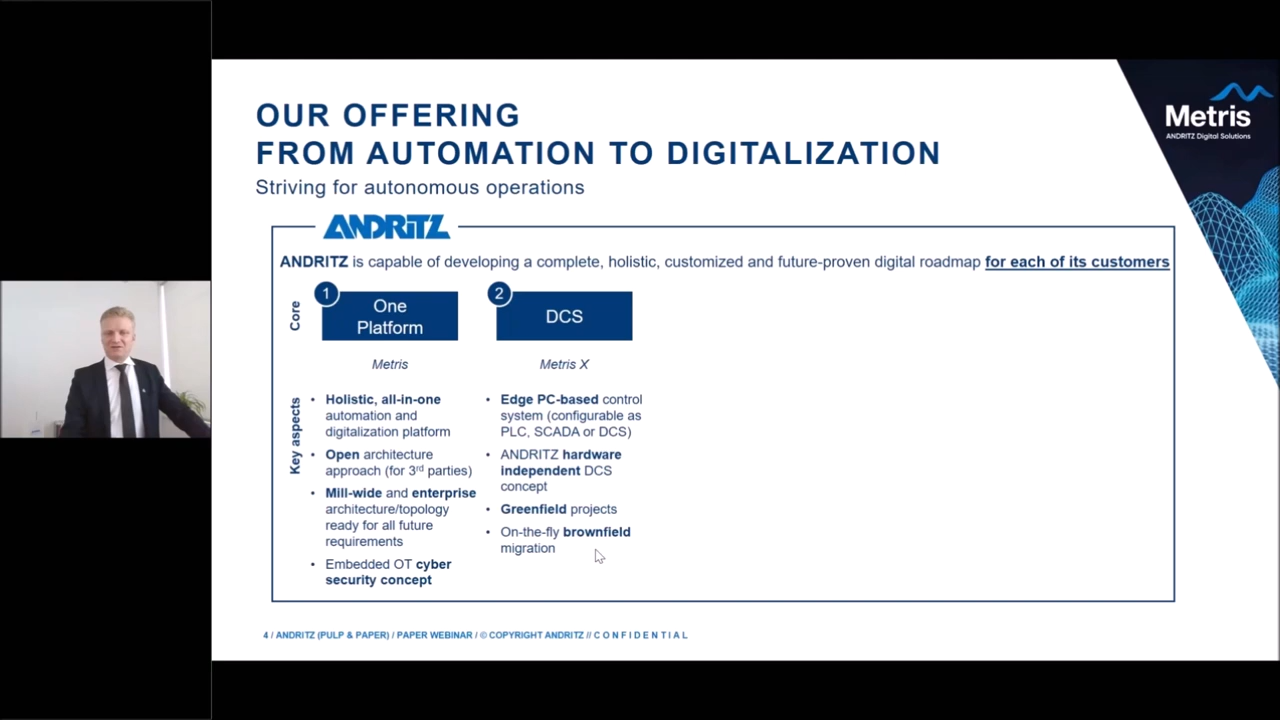 OUR OFFERING
FROM AUTOMATION TO DIGITALIZATION
Striving for autonomous operations
Metris
ANDRITZ Digital Solutions
ANDRITZ
ANDRITZ is capable of developing a complete, holistic, customized and future-proven digital roadmap for each of its customers
Core
1
One
Platform
Metris
2
DCS
Metris X
Key aspects
• Holistic, all-in-one
automation and
digitalization platform
• Open architecture
approach (for 3rd parties)
• Mill-wide and enterprise
architecture/topology
ready for all future
requirements
• Embedded OT cyber
security concept
• Edge PC-based control
system (configurable as
PLC, SCADA or DCS)
• ANDRITZ hardware
independent DCS
concept
• Greenfield projects
• On-the-fly brownfield
migration
4 / ANDRITZ (PULP & PAPER) / PAPER WEBINAR / © COPYRIGHT ANDRITZ // C O N F I D E N T I A L